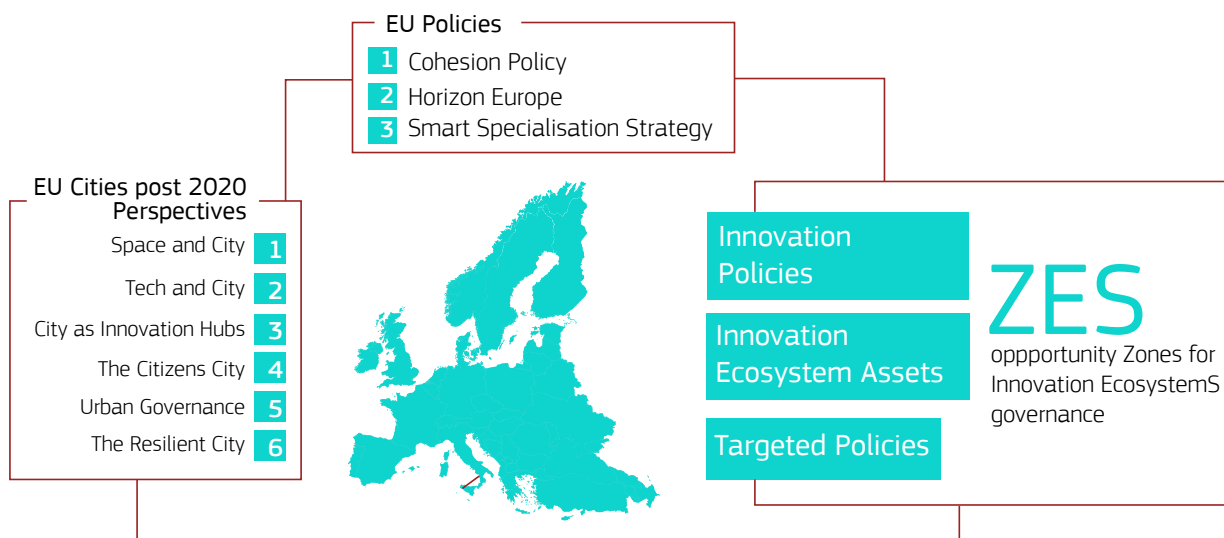 EU Policies
1 Cohesion Policy
2 Horizon Europe
3 Smart Specialisation Strategy
EU Cities post 2020
Perspectives
Space and City 1
Tech and City 2
City as Innovation Hubs 3
The Citizens City 4
Urban Governance 5
The Resilient City 6
Innovation
Policies
Innovation
Ecosystem Assets
Targeted Policies
ZES
oppportunity Zones for
Innovation EcosystemS
governance